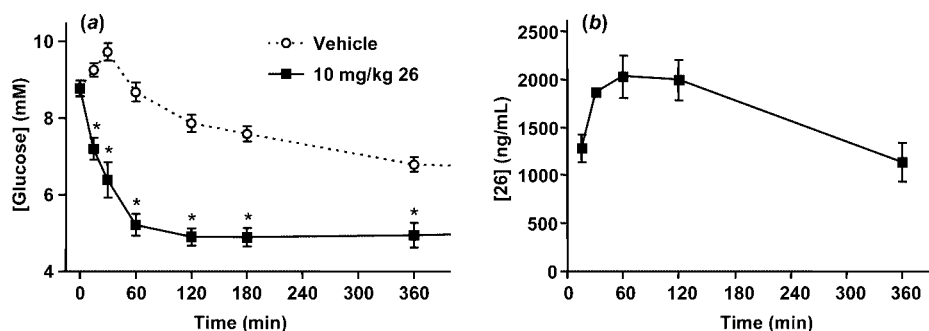 (a)
[Glucose] (mM)
10
8
6
4
Vehicle
10 mg/kg 26
*
*
*
*
*
*
0 60 120 180 240 300 360
Time (min)
(b)
[26] (ng/mL)
2500
2000
1500
1000
500
0
0 60 120 180 240 300 360
Time (min)